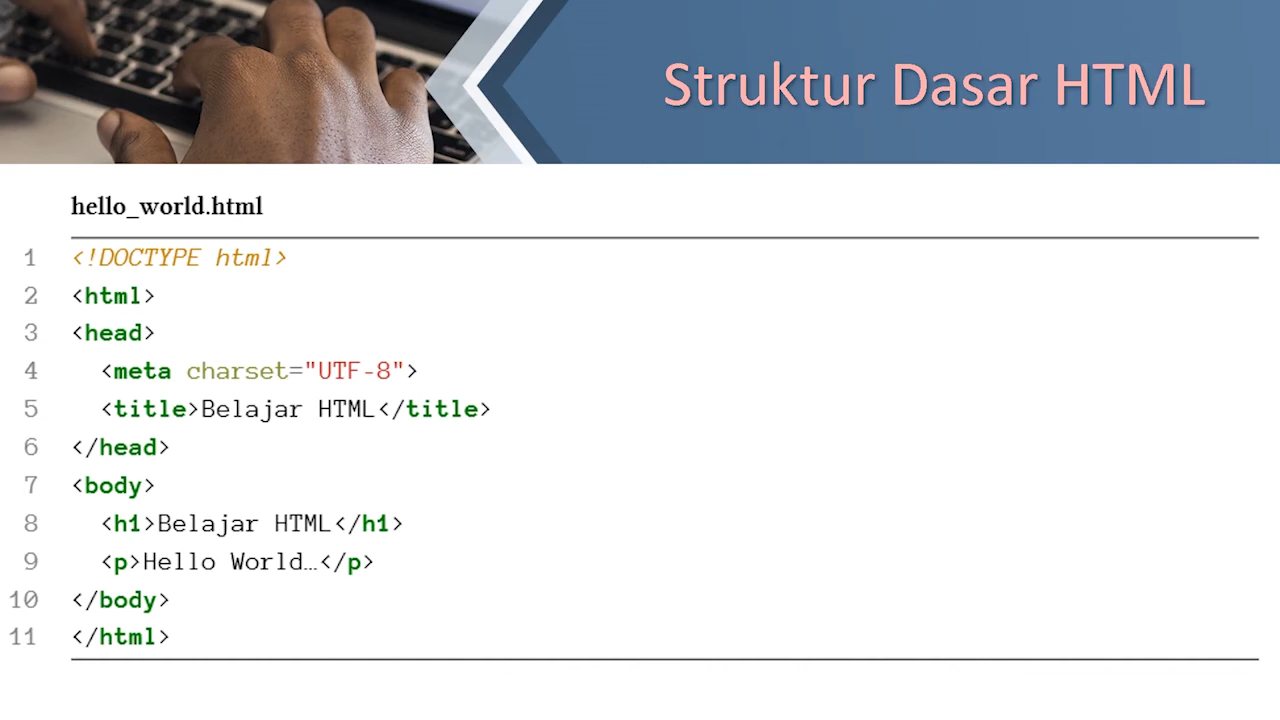 Struktur Dasar HTML
hello_world.html
1 <!DOCTYPE html>
2 <html>
3 <head>
4   <meta charset="UTF-8">
5   <title>Belajar HTML</title>
6 </head>
7 <body>
8   <h1>Belajar HTML</h1>
9   <p>Hello World…</p>
10 </body>
11 </html>